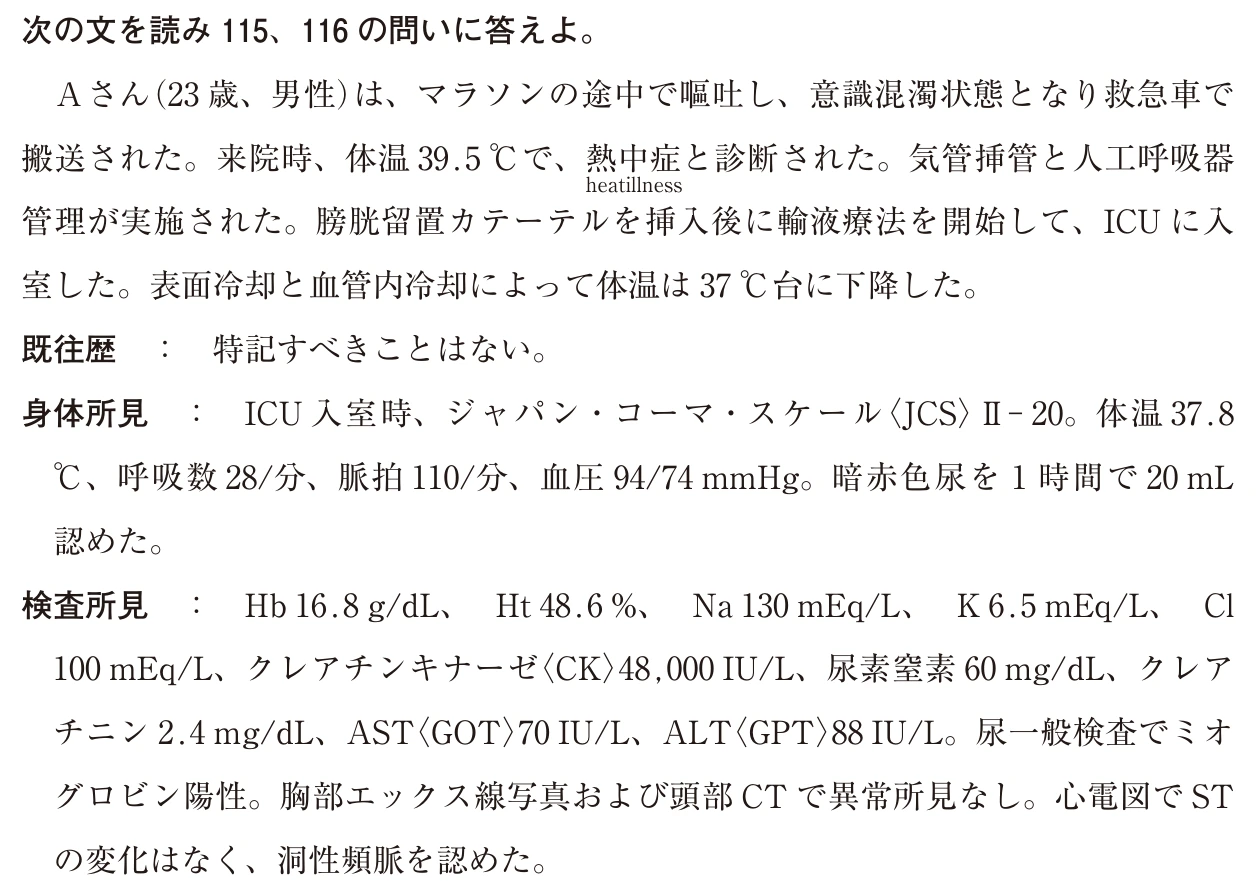 次の文を読み 115、116 の問いに答えよ。
Aさん(23 歳、男性)は、マラソンの途中で嘔吐し、意識混濁状態となり救急車で
搬送された。来院時、体温 39.5 ℃で、熱中症と診断された。気管挿管と人工呼吸器
heatillness
管理が実施された。膀胱留置カテーテルを挿入後に輸液療法を開始して、ICU に入
室した。表面冷却と血管内冷却によって体温は 37 ℃台に下降した。
既往歴 : 特記すべきことはない。
身体所見 : ICU 入室時、ジャパン・コーマ・スケール〈JCS〉Ⅱ-20。体温 37.8
℃、呼吸数 28/分、脈拍 110/分、血圧 94/74 mmHg。暗赤色尿を 1 時間で 20 mL
認めた。
検査所見 : Hb 16.8 g/dL、 Ht 48.6 %、 Na 130 mEq/L、 K 6.5 mEq/L、 Cl
100 mEq/L、クレアチンキナーゼ〈CK〉48,000 IU/L、尿素窒素 60 mg/dL、クレア
チニン 2.4 mg/dL、AST〈GOT〉70 IU/L、ALT〈GPT〉88 IU/L。尿一般検査でミオ
グロビン陽性。胸部エックス線写真および頭部 CT で異常所見なし。心電図で ST
の変化はなく、洞性頻脈を認めた。